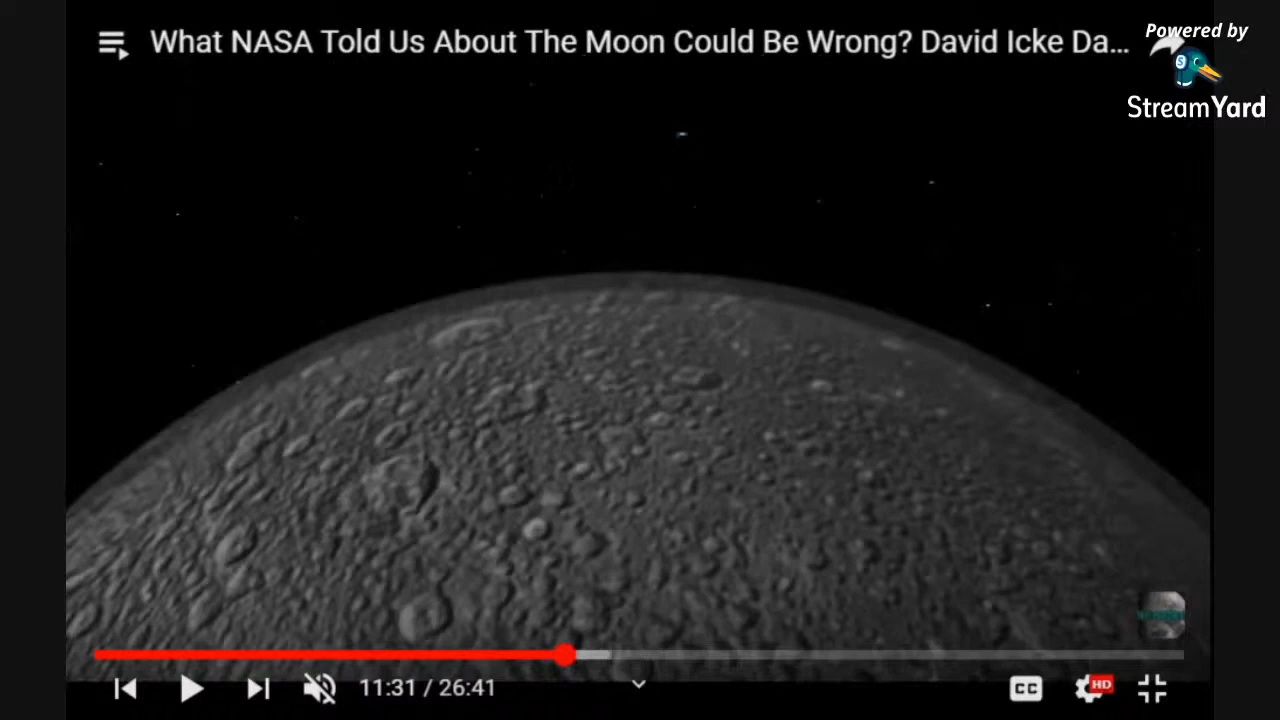 What NASA Told Us About The Moon Could Be Wrong? David Icke Da...
Powered by
StreamYard
11:31 / 26:41
CC
HD